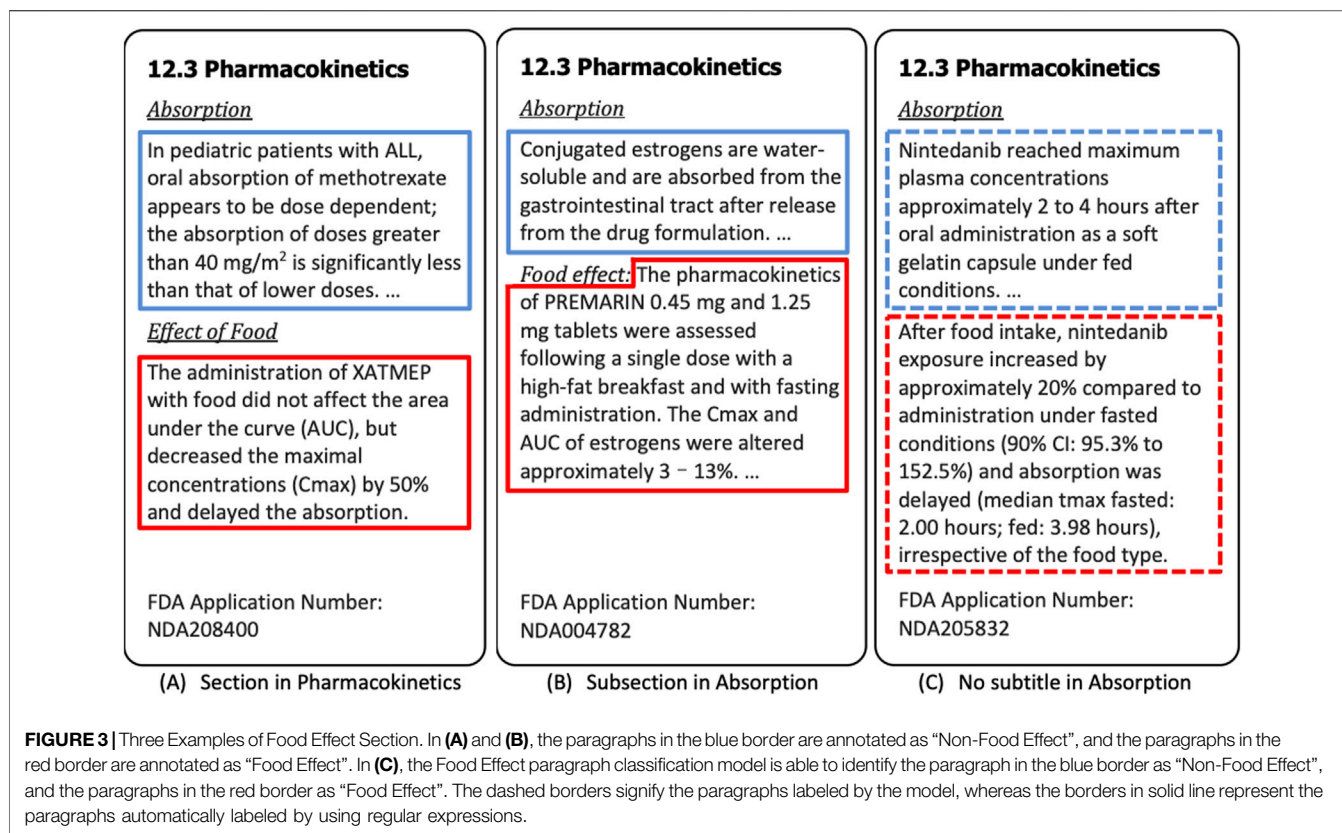 12.3 Pharmacokinetics
Absorption
In pediatric patients with ALL,
oral absorption of methotrexate
appears to be dose dependent;
the absorption of doses greater
than 40 mg/m² is significantly less
than that of lower doses. ...
Effect of Food
The administration of XATMEP
with food did not affect the area
under the curve (AUC), but
decreased the maximal
concentrations (Cmax) by 50%
and delayed the absorption.
FDA Application Number:
NDA208400
(A) Section in Pharmacokinetics
12.3 Pharmacokinetics
Absorption
Conjugated estrogens are water-
soluble and are absorbed from the
gastrointestinal tract after release
from the drug formulation. ...
Food effect: The pharmacokinetics
of PREMARIN 0.45 mg and 1.25
mg tablets were assessed
following a single dose with a
high-fat breakfast and with fasting
administration. The Cmax and
AUC of estrogens were altered
approximately 3 – 13%. ...
FDA Application Number:
NDA004782
(B) Subsection in Absorption
12.3 Pharmacokinetics
Absorption
Nintedanib reached maximum
plasma concentrations
approximately 2 to 4 hours after
oral administration as a soft
gelatin capsule under fed
conditions. ...
After food intake, nintedanib
exposure increased by
approximately 20% compared to
administration under fasted
conditions (90% CI: 95.3% to
152.5%) and absorption was
delayed (median tmax fasted:
2.00 hours; fed: 3.98 hours),
irrespective of the food type.
FDA Application Number:
NDA205832
(C) No subtitle in Absorption
FIGURE 3 | Three Examples of Food Effect Section. In (A) and (B), the paragraphs in the blue border are annotated as “Non-Food Effect”, and the paragraphs in the
red border are annotated as “Food Effect”. In (C), the Food Effect paragraph classification model is able to identify the paragraph in the blue border as “Non-Food Effect”,
and the paragraphs in the red border as “Food Effect”. The dashed borders signify the paragraphs labeled by the model, whereas the borders in solid line represent the
paragraphs automatically labeled by using regular expressions.